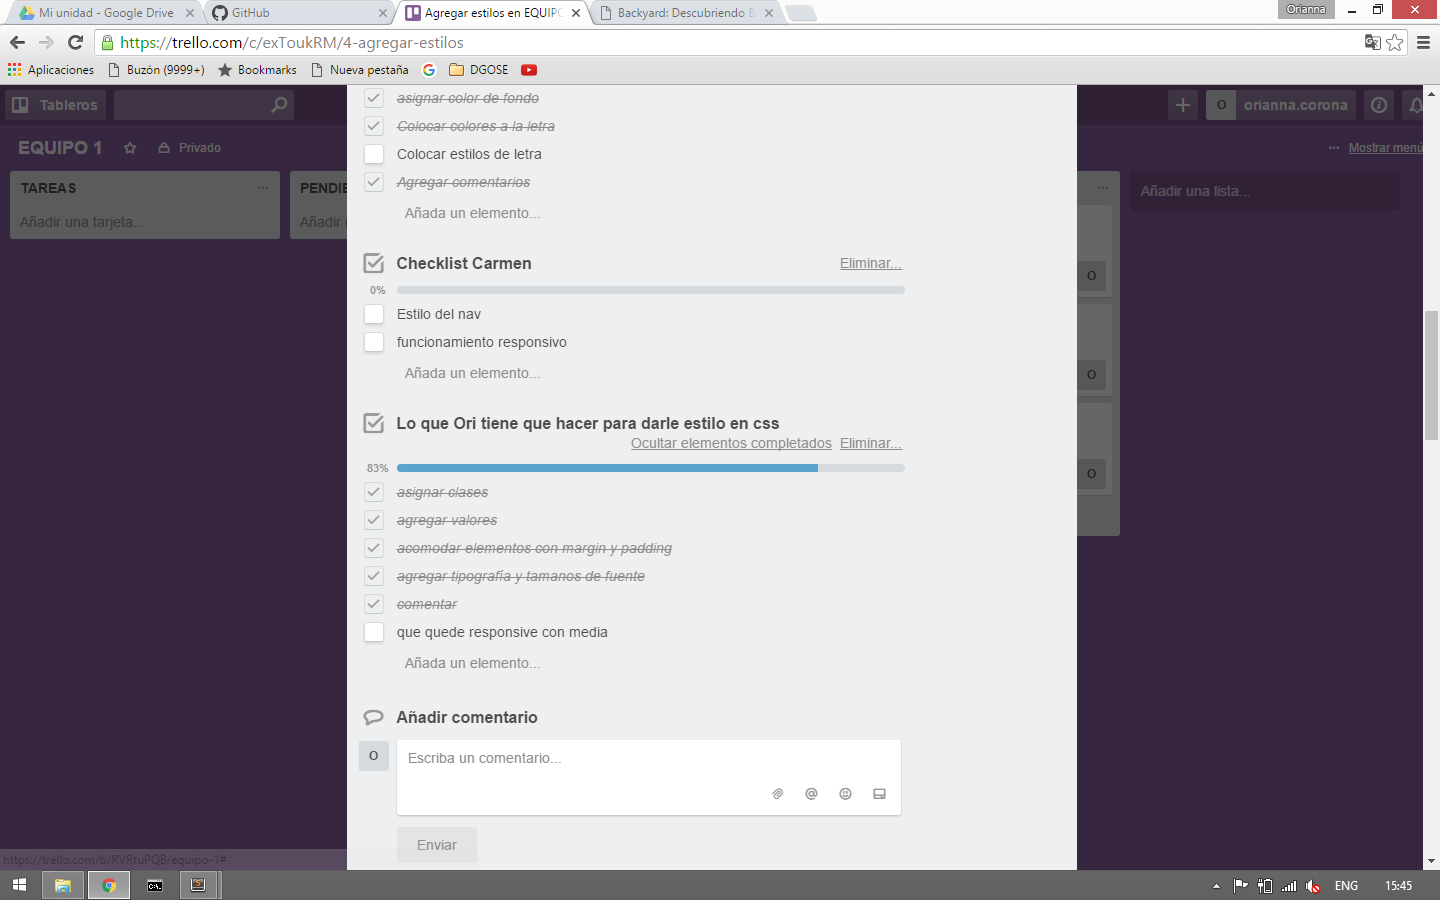 Mi unidad - Google Drive
GitHub
Agregar estilos en EQUIPO
Backyard: Descubriendo B
Orianna
https://trello.com/c/exToukRM/4-agregar-estilos
Aplicaciones
Buzón (9999+)
Bookmarks
Nueva pestaña
DGOSE
Tableros
O
orianna.corona
EQUIPO 1
Privado
Mostrar menú
TAREAS
Añadir una tarjeta...
PENDIE
Añadir
Añadir una lista...
O
O
O
asignar color de fondo
Colocar colores a la letra
Colocar estilos de letra
Agregar comentarios
Añada un elemento...
Checklist Carmen
Eliminar...
0%
Estilo del nav
funcionamiento responsivo
Añada un elemento...
Lo que Ori tiene que hacer para darle estilo en css
Ocultar elementos completados Eliminar...
83%
asignar clases
agregar valores
acomodar elementos con margin y padding
agregar tipografía y tamanos de fuente
comentar
que quede responsive con media
Añada un elemento...
Añadir comentario
O
Escriba un comentario...
Enviar
https://trello.com/b/RVRtuPQB/equipo-1#
ENG
15:45